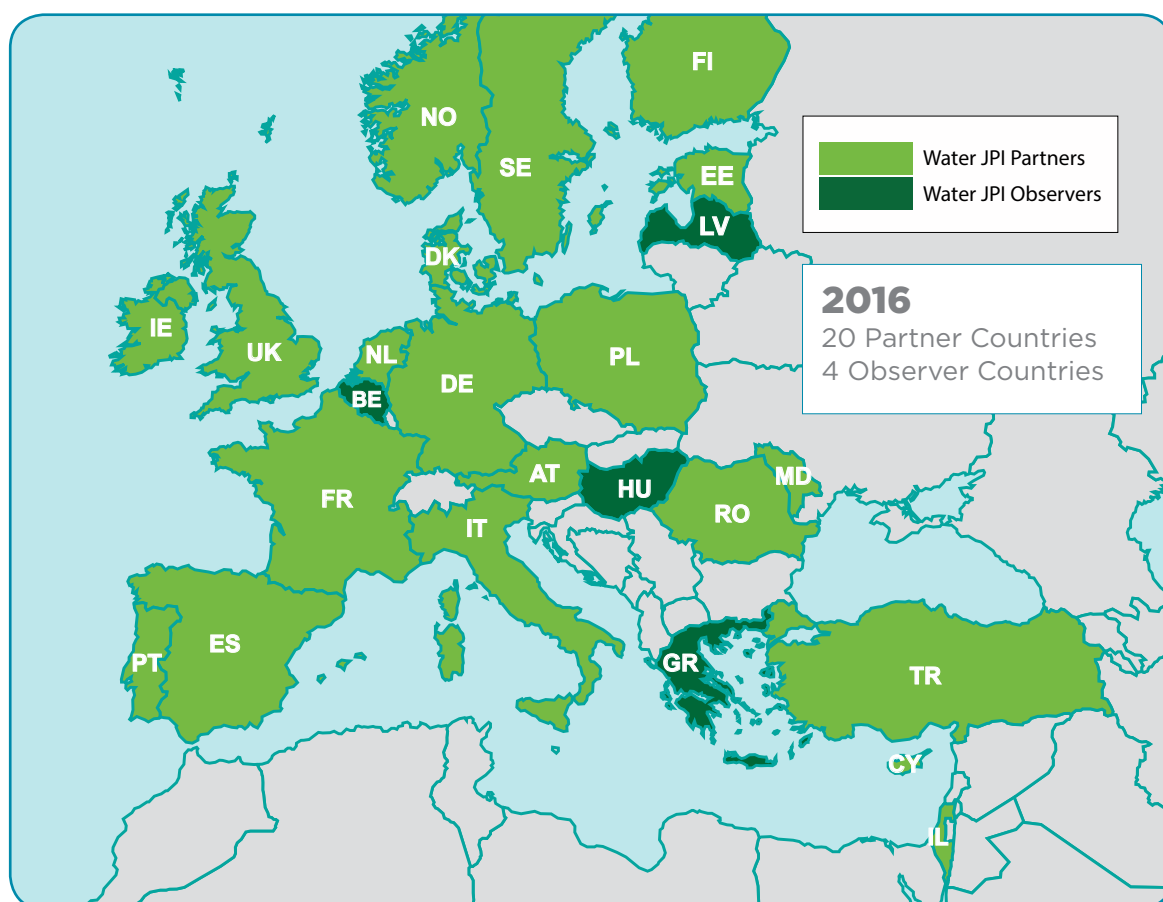 FI
NO
SE
Water JPI Partners
EE
Water JPI Observers
LV
DK
2016
IE
20 Partner Countries
UK
NL
PL
4 Observer Countries
DE
BE
AT
MD
HU
FR
RO
IT
ES
PT
GR
TR
CY
IL